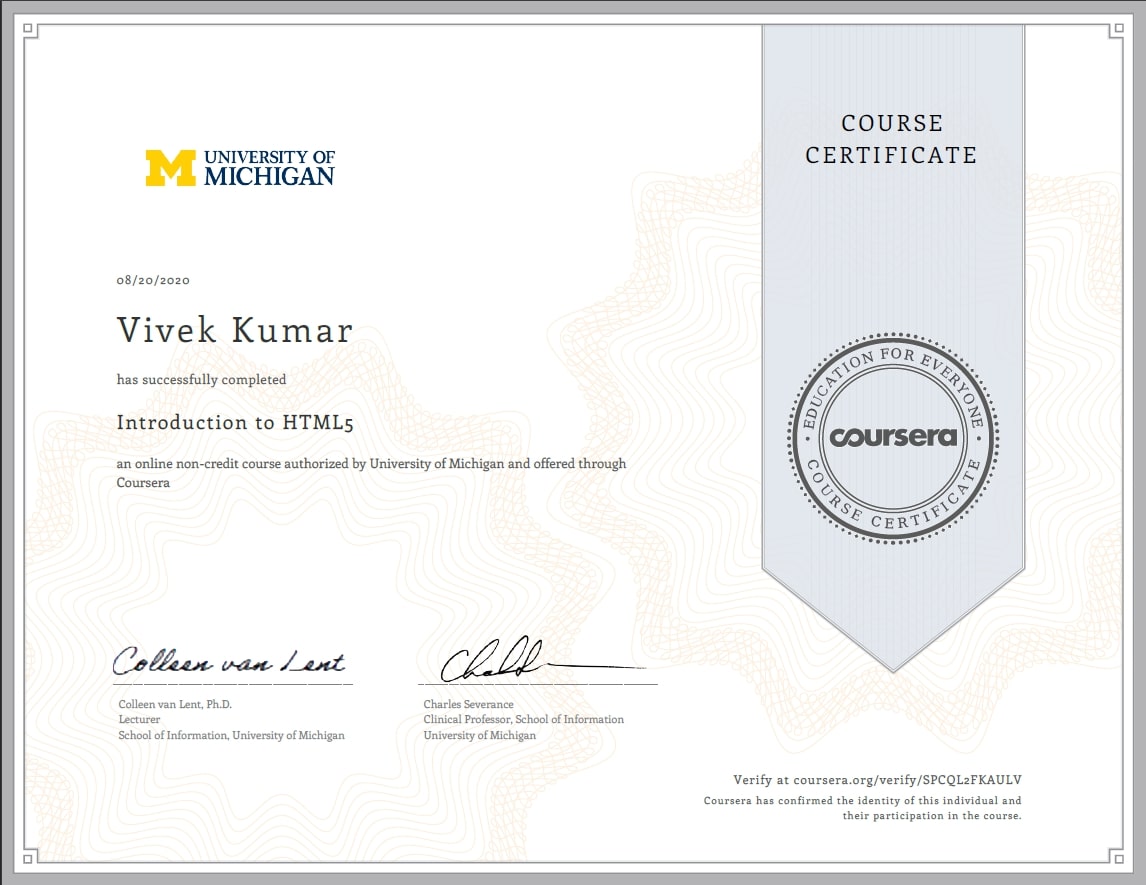 COURSE
CERTIFICATE
M UNIVERSITY OF
MICHIGAN
08/20/2020
Vivek Kumar
has successfully completed
Introduction to HTML5
an online non-credit course authorized by University of Michigan and offered through
Coursera
EDUCATION FOR EVERYONE
coursera
COURSE CERTIFICATE
Colleen van Lent
Colleen van Lent, Ph.D.
Lecturer
School of Information, University of Michigan
Charles Severance
Clinical Professor, School of Information
University of Michigan
Verify at coursera.org/verify/SPCQL2FKAULV
Coursera has confirmed the identity of this individual and
their participation in the course.